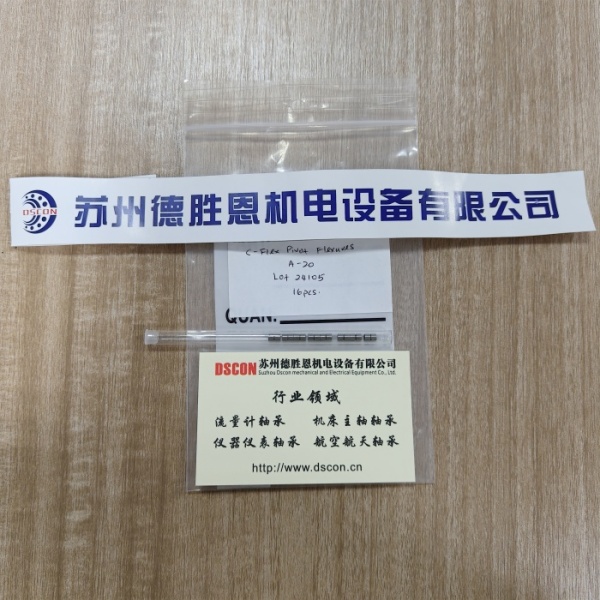 DSCON 苏州德胜恩机电设备有限公司
C-Flex Pivot Flexures
A-20
Lot 24105
16pcs.
QUAN:
DSCON 苏州德胜恩机电设备有限公司
Suzhou Dscon mechanical and Electrical Equipment Co., Ltd.
行业领域
流量计轴承 机床主轴轴承
仪器仪表轴承 航空航天轴承
http://www.dscon.cn